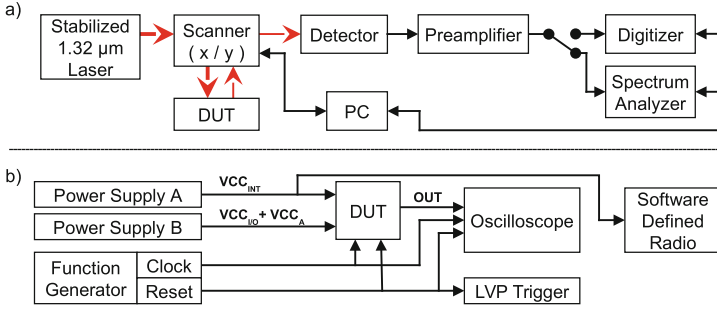 a)
Stabilized
1.32 µm
Laser
Scanner
( x / y )
Detector
Preamplifier
Digitizer
Spectrum
Analyzer
DUT
PC
b)
Power Supply A
VCC_INT
Power Supply B
VCC_I/O + VCC_A
DUT
OUT
Oscilloscope
Software
Defined
Radio
Function
Generator
Clock
Reset
LVP Trigger